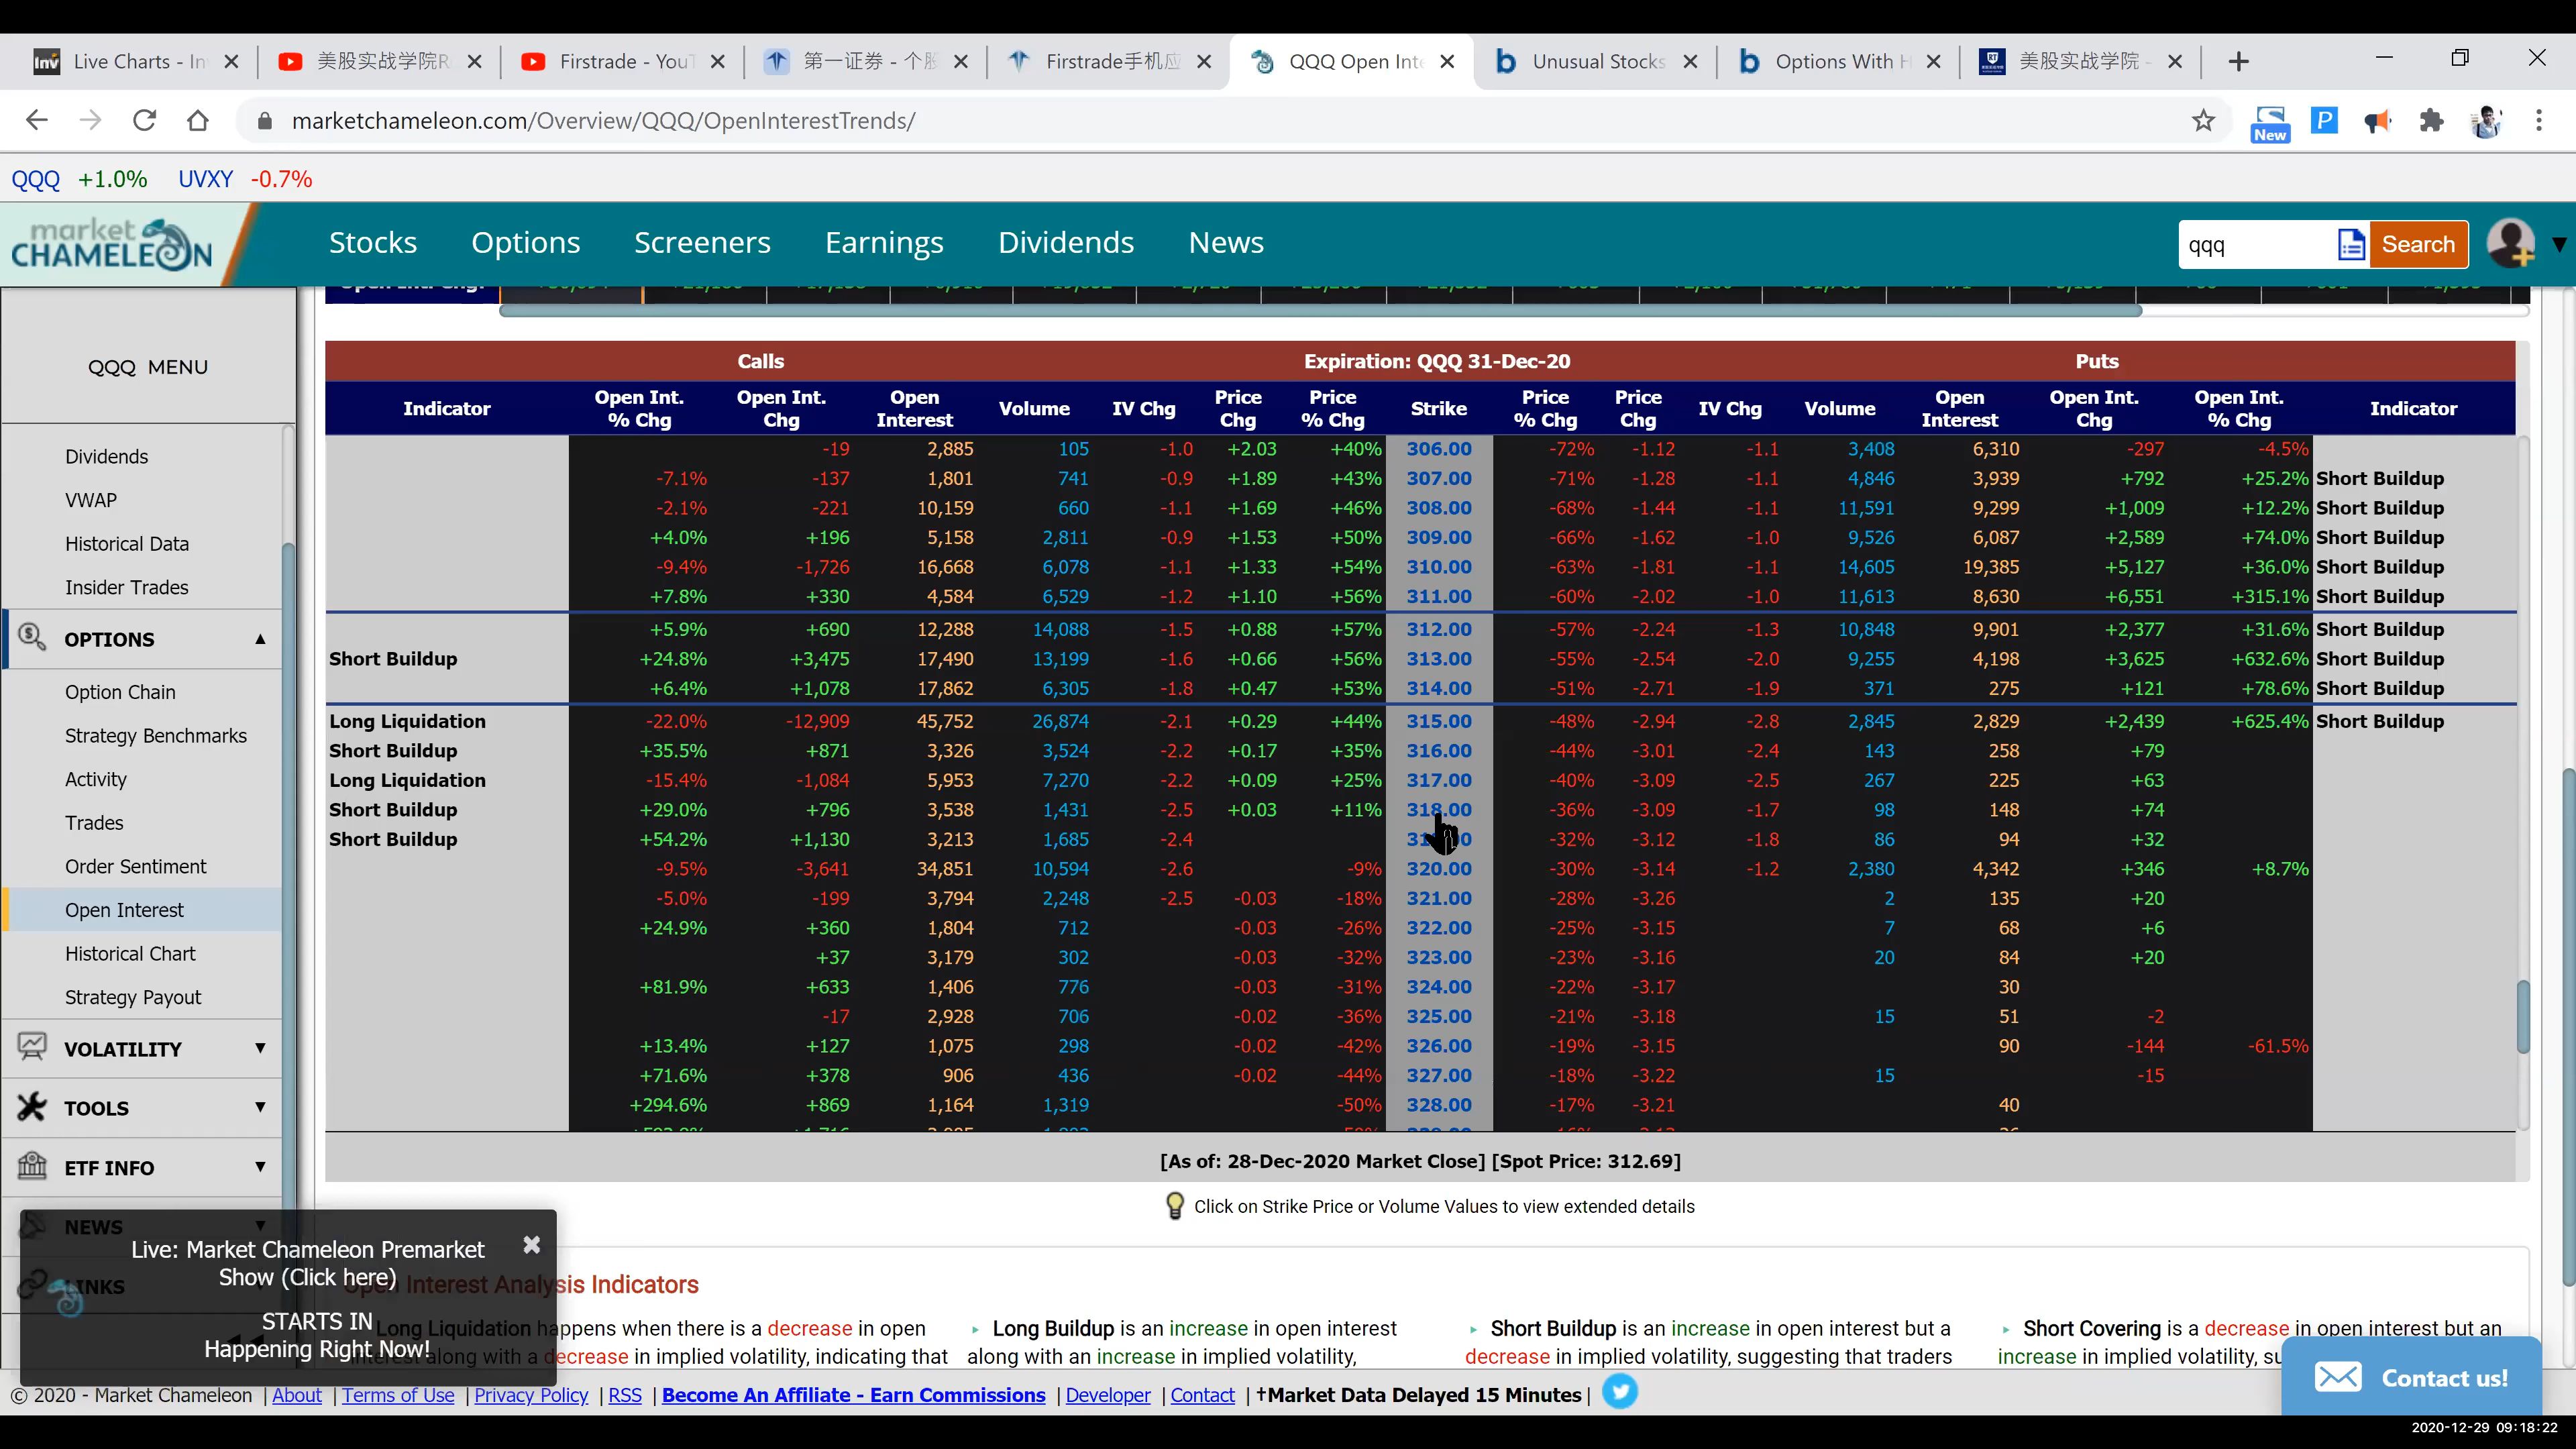 Live Charts - In
美股实战学院R
Firstrade - YouT
第一证券 - 个股
Firstrade手机应
QQQ Open Inte
Unusual Stocks
Options With H
美股实战学院 -
marketchameleon.com/Overview/QQQ/OpenInterestTrends/
New
QQQ +1.0% UVXY -0.7%
market CHAMELEON
Stocks Options Screeners Earnings Dividends News
qqq Search
QQQ MENU
Dividends
VWAP
Historical Data
Insider Trades
OPTIONS
Option Chain
Strategy Benchmarks
Activity
Trades
Order Sentiment
Open Interest
Historical Chart
Strategy Payout
VOLATILITY
TOOLS
ETF INFO
NEWS
LINKS
Calls Expiration: QQQ 31-Dec-20 Puts
Indicator Open Int. % Chg Open Int. Chg Open Interest Volume IV Chg Price Chg Price % Chg Strike Price % Chg Price Chg IV Chg Volume Open Interest Open Int. Chg Open Int. % Chg Indicator
-19 2,885 105 -1.0 +2.03 +40% 306.00 -72% -1.12 -1.1 3,408 6,310 -297 -4.5%
-7.1% -137 1,801 741 -0.9 +1.89 +43% 307.00 -71% -1.28 -1.1 4,846 3,939 +792 +25.2% Short Buildup
-2.1% -221 10,159 660 -1.1 +1.69 +46% 308.00 -68% -1.44 -1.1 11,591 9,299 +1,009 +12.2% Short Buildup
+4.0% +196 5,158 2,811 -0.9 +1.53 +50% 309.00 -66% -1.62 -1.0 9,526 6,087 +2,589 +74.0% Short Buildup
-9.4% -1,726 16,668 6,078 -1.1 +1.33 +54% 310.00 -63% -1.81 -1.1 14,605 19,385 +5,127 +36.0% Short Buildup
+7.8% +330 4,584 6,529 -1.2 +1.10 +56% 311.00 -60% -2.02 -1.0 11,613 8,630 +6,551 +315.1% Short Buildup
+5.9% +690 12,288 14,088 -1.5 +0.88 +57% 312.00 -57% -2.24 -1.3 10,848 9,901 +2,377 +31.6% Short Buildup
Short Buildup +24.8% +3,475 17,490 13,199 -1.6 +0.66 +56% 313.00 -55% -2.54 -2.0 9,255 4,198 +3,625 +632.6% Short Buildup
+6.4% +1,078 17,862 6,305 -1.8 +0.47 +53% 314.00 -51% -2.71 -1.9 371 275 +121 +78.6% Short Buildup
Long Liquidation -22.0% -12,909 45,752 26,874 -2.1 +0.29 +44% 315.00 -48% -2.94 -2.8 2,845 2,829 +2,439 +625.4% Short Buildup
Short Buildup +35.5% +871 3,326 3,524 -2.2 +0.17 +35% 316.00 -44% -3.01 -2.4 143 258 +79
Long Liquidation -15.4% -1,084 5,953 7,270 -2.2 +0.09 +25% 317.00 -40% -3.09 -2.5 267 225 +63
Short Buildup +29.0% +796 3,538 1,431 -2.5 +0.03 +11% 318.00 -36% -3.09 -1.7 98 148 +74
Short Buildup +54.2% +1,130 3,213 1,685 -2.4 -32% -3.12 -1.8 86 94 +32
-9.5% -3,641 34,851 10,594 -2.6 -9% 320.00 -30% -3.14 -1.2 2,380 4,342 +346 +8.7%
-5.0% -199 3,794 2,248 -2.5 -0.03 -18% 321.00 -28% -3.26 2 135 +20
+24.9% +360 1,804 712 -0.03 -26% 322.00 -25% -3.15 7 68 +6
+37 3,179 302 -0.03 -32% 323.00 -23% -3.16 20 84 +20
+81.9% +633 1,406 776 -0.03 -31% 324.00 -22% -3.17 30
-17 2,928 706 -0.02 -36% 325.00 -21% -3.18 15 51 -2
+13.4% +127 1,075 298 -0.02 -42% 326.00 -19% -3.15 90 -144 -61.5%
+71.6% +378 906 436 -0.02 -44% 327.00 -18% -3.22 15 -15
+294.6% +869 1,164 1,319 -50% 328.00 -17% -3.21 40
[As of: 28-Dec-2020 Market Close] [Spot Price: 312.69]
Click on Strike Price or Volume Values to view extended details
Live: Market Chameleon Premarket
Show (Click here)
STARTS IN
Happening Right Now!
Open Interest Analysis Indicators
Long Liquidation happens when there is a decrease in open
interest along with a decrease in implied volatility, indicating that
Long Buildup is an increase in open interest
along with an increase in implied volatility,
Short Buildup is an increase in open interest but a
decrease in implied volatility, suggesting that traders
Short Covering is a decrease in open interest but an
increase in implied volatility, su
Contact us!
© 2020 - Market Chameleon | About | Terms of Use | Privacy Policy | RSS | Become An Affiliate - Earn Commissions | Developer | Contact | †Market Data Delayed 15 Minutes |
2020-12-29 09:18:22